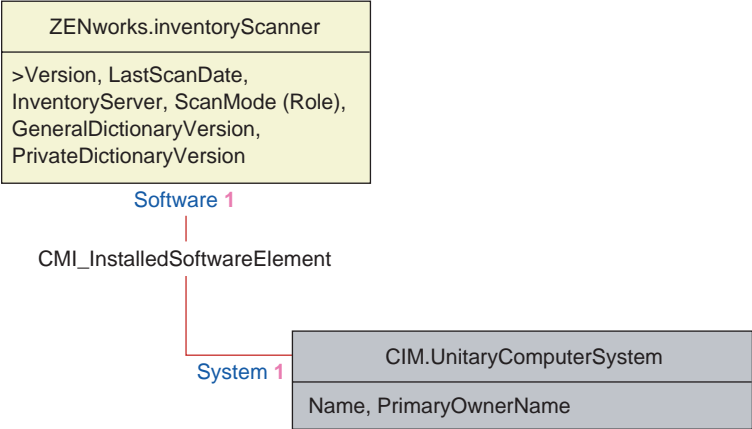 ZENworks.inventoryScanner
>Version, LastScanDate,
InventoryServer, ScanMode (Role),
GeneralDictionaryVersion,
PrivateDictionaryVersion
Software 1
CMI_InstalledSoftwareElement
System 1
CIM.UnitaryComputerSystem
Name, PrimaryOwnerName